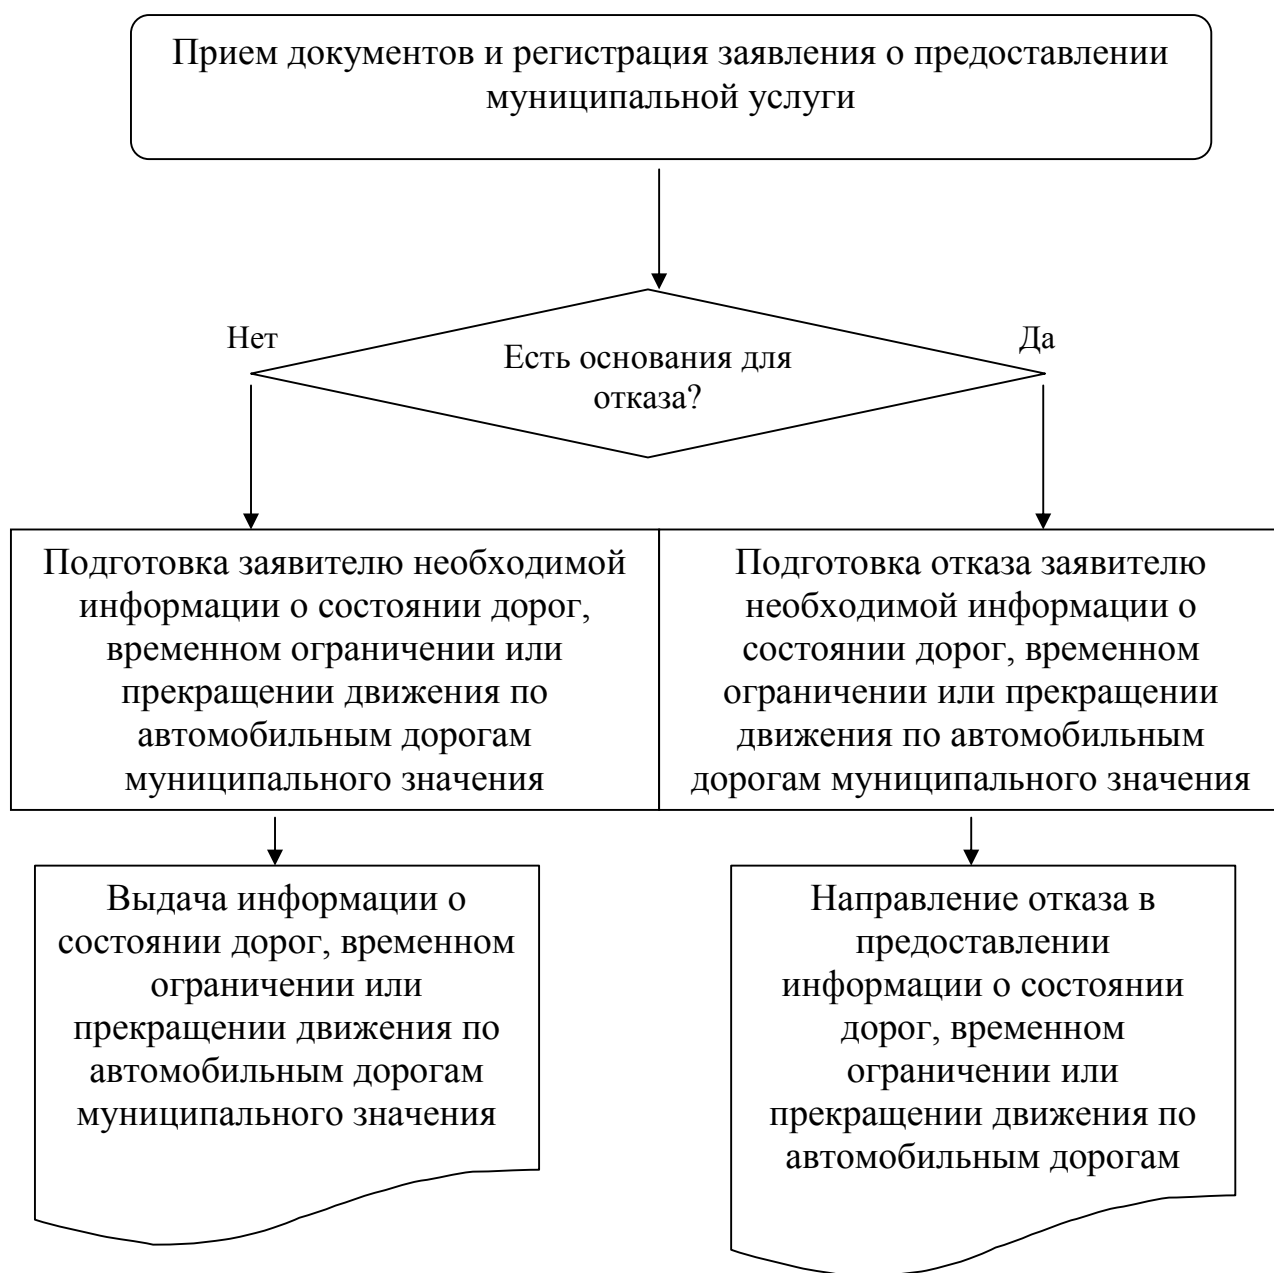 Прием документов и регистрация заявления о предоставлении
муниципальной услуги
Нет
Да
Есть основания для
отказа?
Подготовка заявителю необходимой
информации о состоянии дорог,
временном ограничении или
прекращении движения по
автомобильным дорогам
муниципального значения
Подготовка отказа заявителю
необходимой информации о
состоянии дорог, временном
ограничении или прекращении
движения по автомобильным
дорогам муниципального значения
Выдача информации о
состоянии дорог, временном
ограничении или
прекращении движения по
автомобильным дорогам
муниципального значения
Направление отказа в
предоставлении
информации о состоянии
дорог, временном
ограничении или
прекращении движения по
автомобильным дорогам